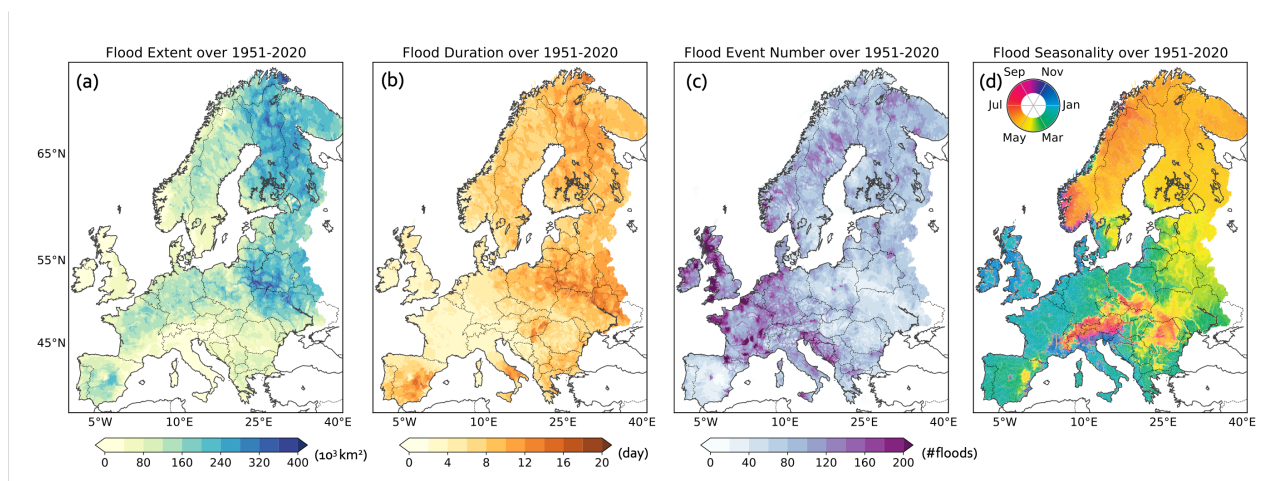 Flood Extent over 1951-2020
Flood Duration over 1951-2020
Flood Event Number over 1951-2020
Flood Seasonality over 1951-2020
(a)
(b)
(c)
(d)
Sep
Nov
Jul
Jan
May
Mar
65°N
55°N
45°N
5°W 10°E 25°E 40°E
5°W 10°E 25°E 40°E
5°W 10°E 25°E 40°E
5°W 10°E 25°E 40°E
0 80 160 240 320 400 (10³ km²)
0 4 8 12 16 20 (day)
0 40 80 120 160 200 (#floods)